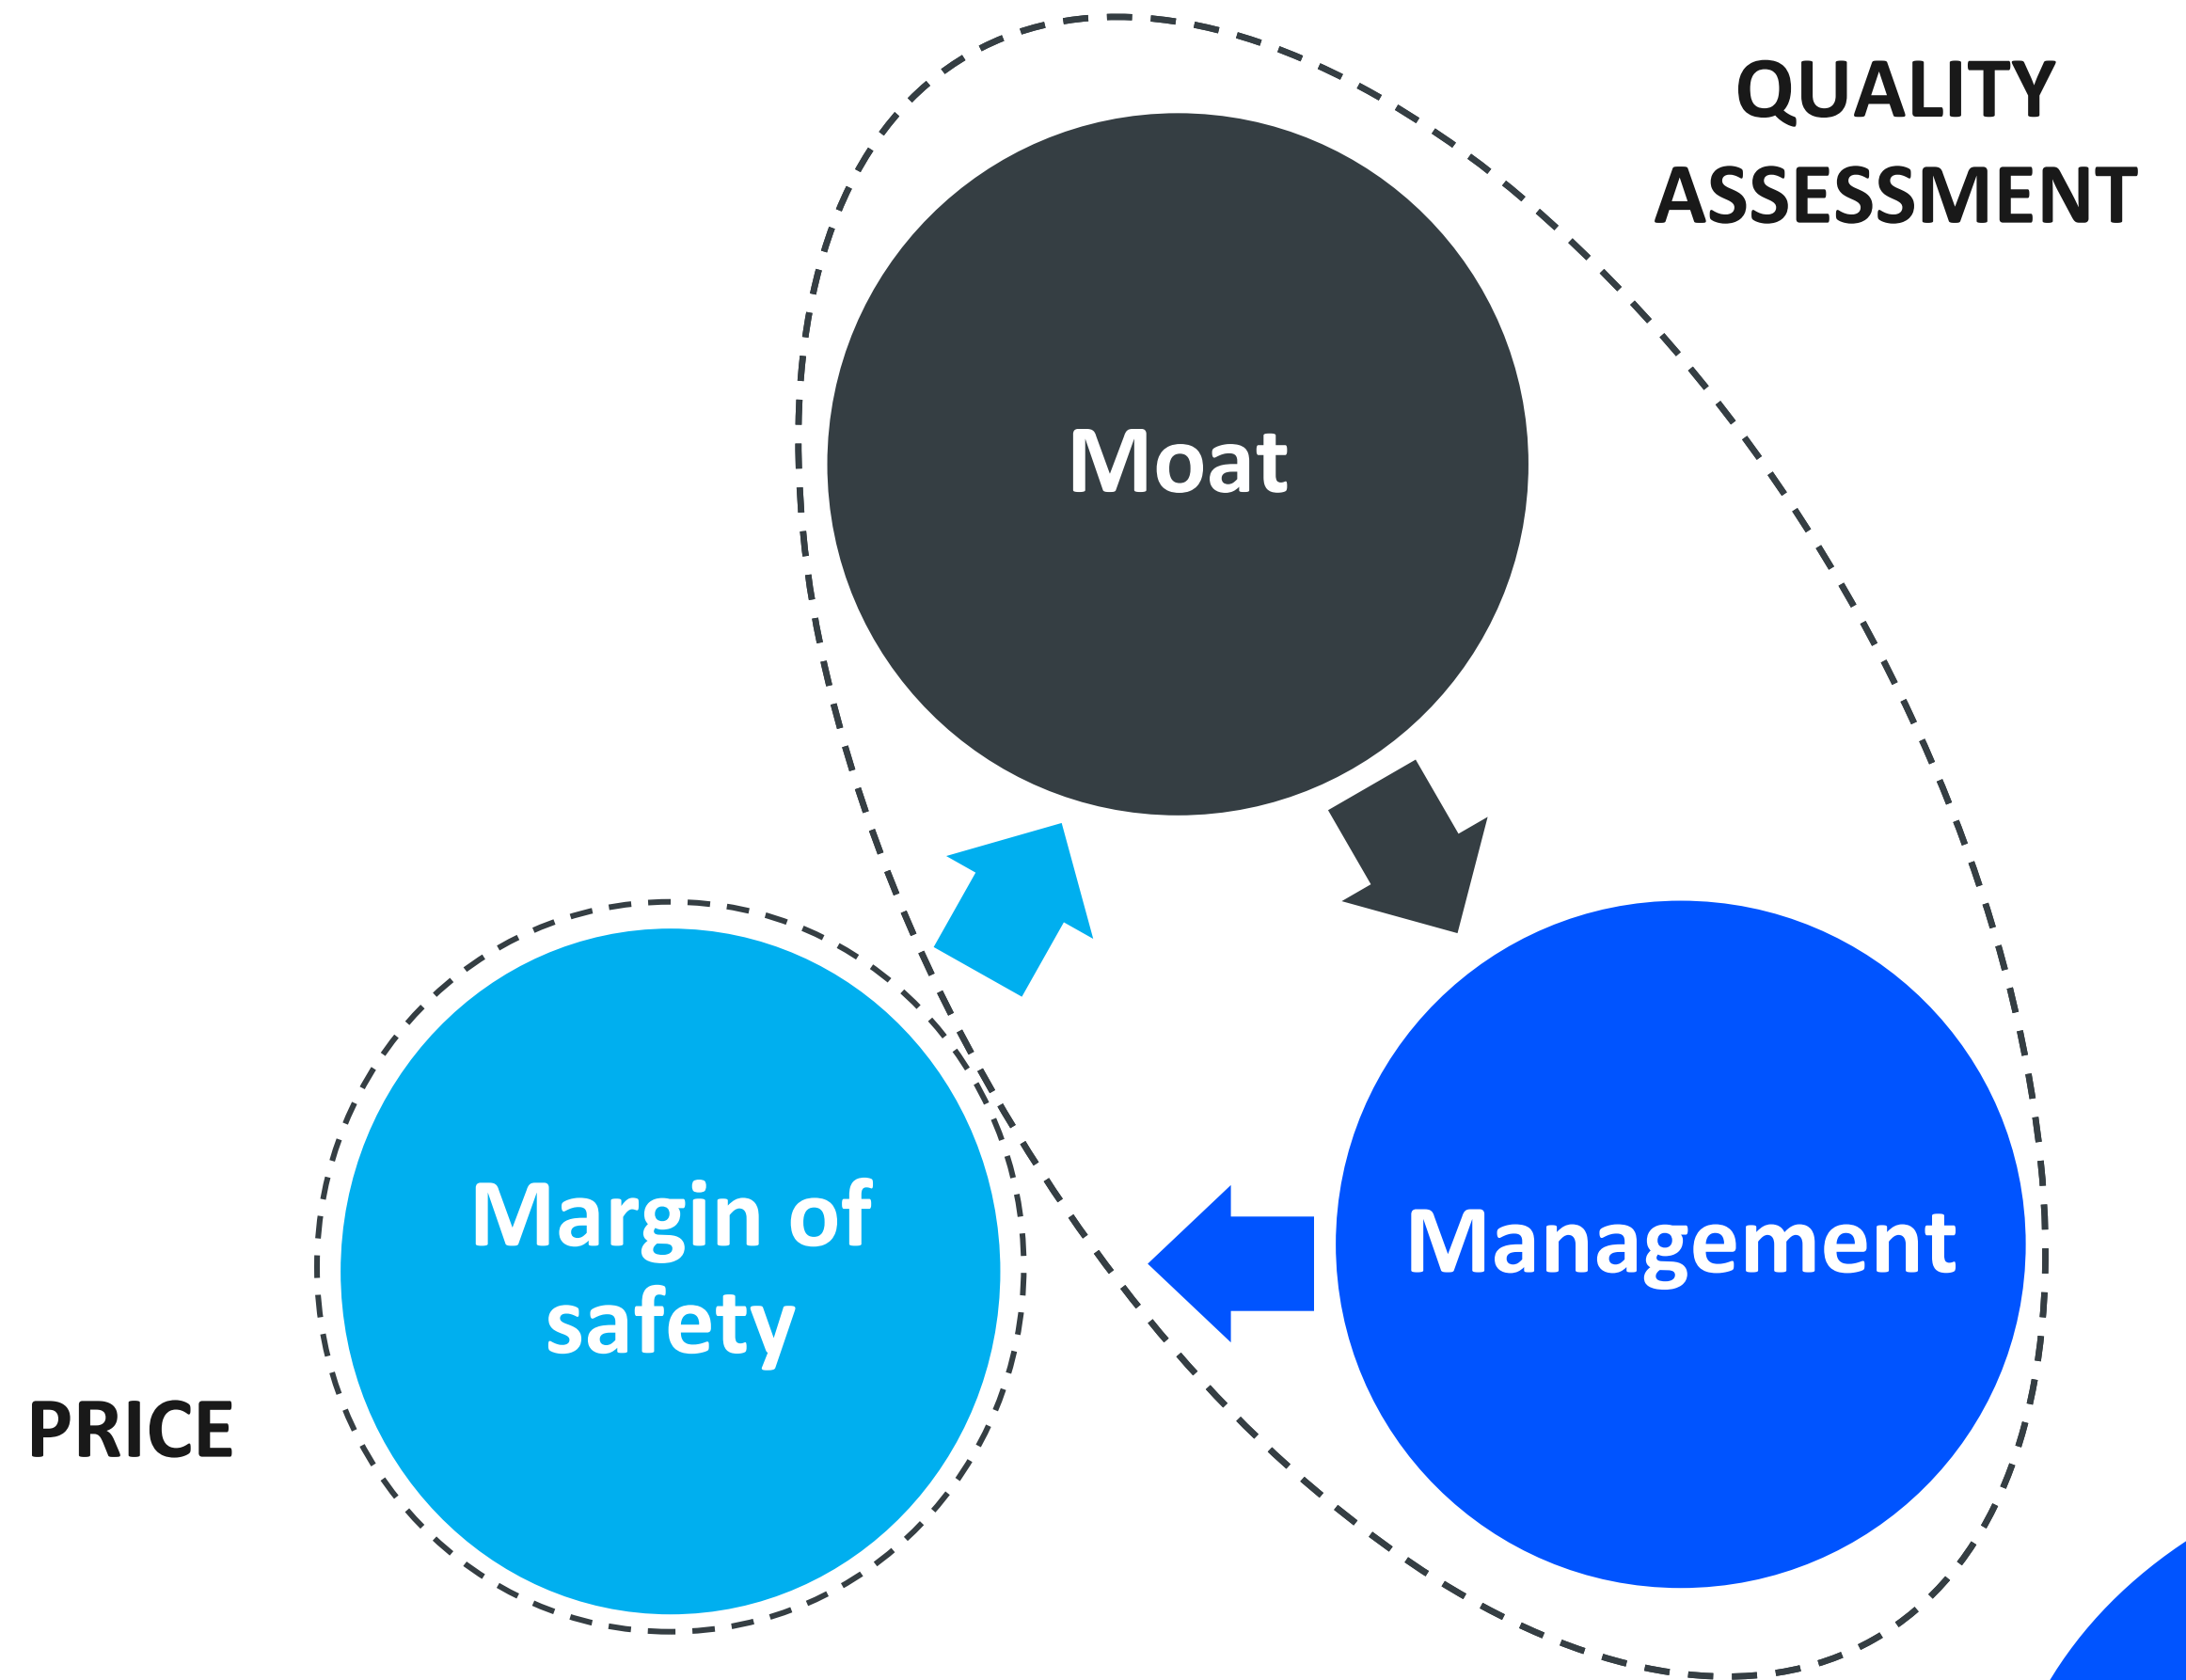 QUALITY
ASSESSMENT
Moat
Management
Margin of
safety
PRICE